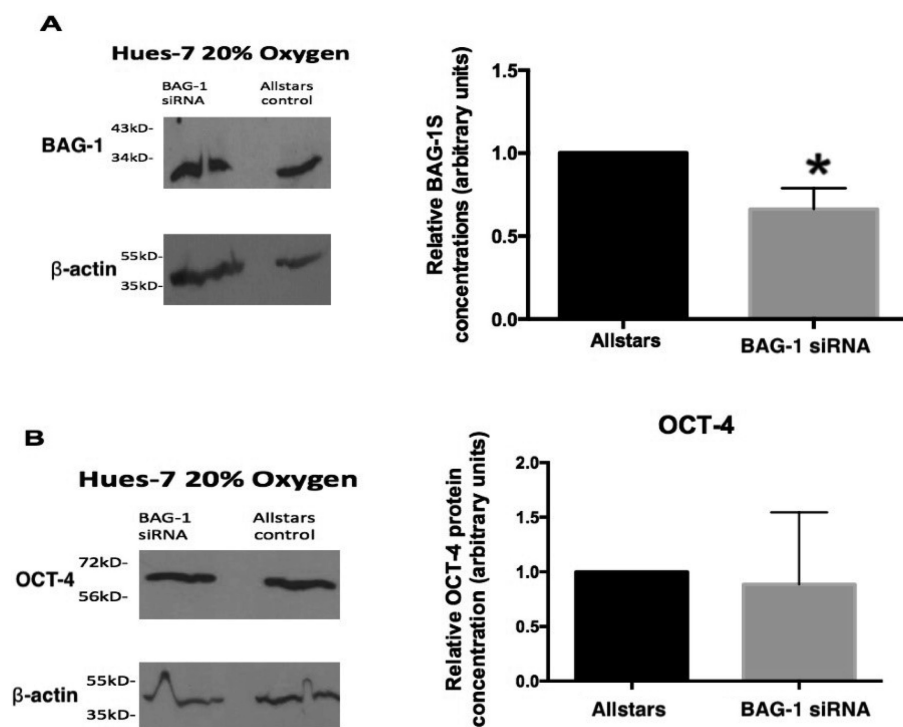 A
Hues-7 20% Oxygen
BAG-1
siRNA
Allstars
control
BAG-1
43kD-
34kD-
β-actin
55kD-
35kD-
Relative BAG-1S
concentrations (arbitrary units)
1.5
1.0
0.5
0.0
*
Allstars
BAG-1 siRNA
B
Hues-7 20% Oxygen
BAG-1
siRNA
Allstars
control
OCT-4
72kD-
56kD-
β-actin
55kD-
35kD-
OCT-4
Relative OCT-4 protein
concentration (arbitrary units)
2.0
1.5
1.0
0.5
0.0
Allstars
BAG-1 siRNA